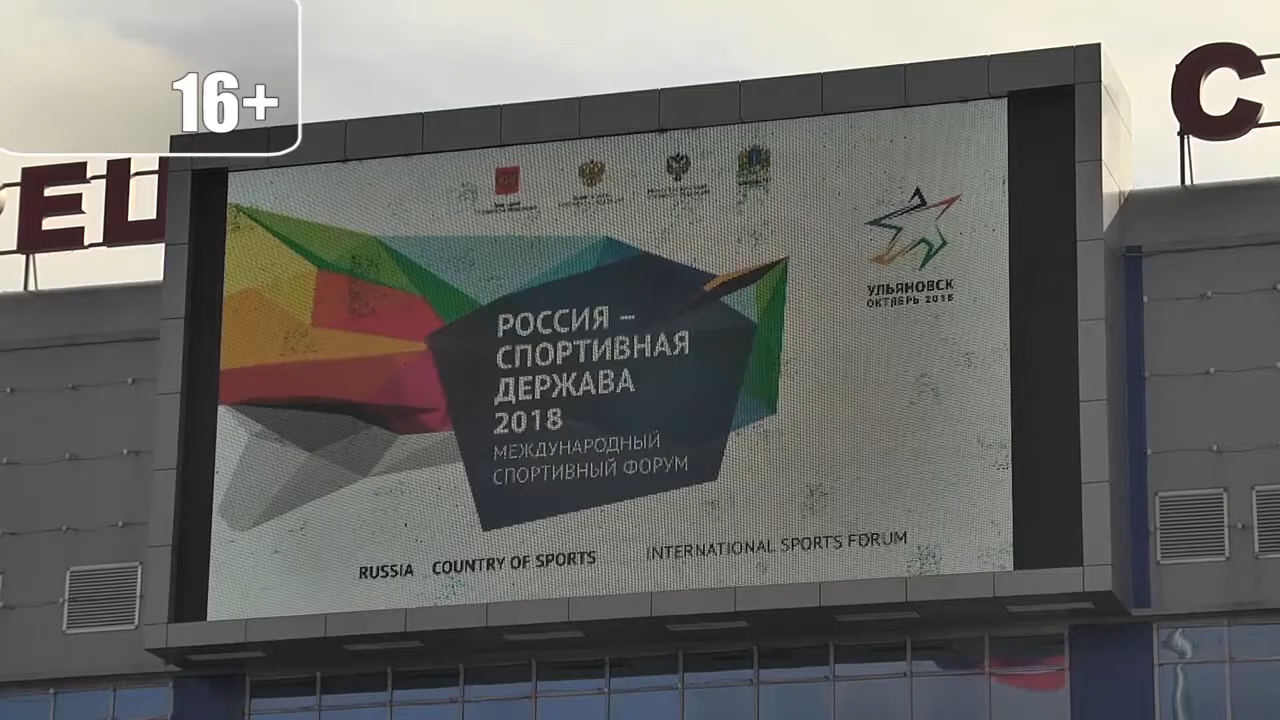 16+
С
УЛЬЯНОВСК
ОКТЯБРЬ 2018
РОССИЯ –
СПОРТИВНАЯ
ДЕРЖАВА
2018
МЕЖДУНАРОДНЫЙ
СПОРТИВНЫЙ ФОРУМ
RUSSIA COUNTRY OF SPORTS INTERNATIONAL SPORTS FORUM